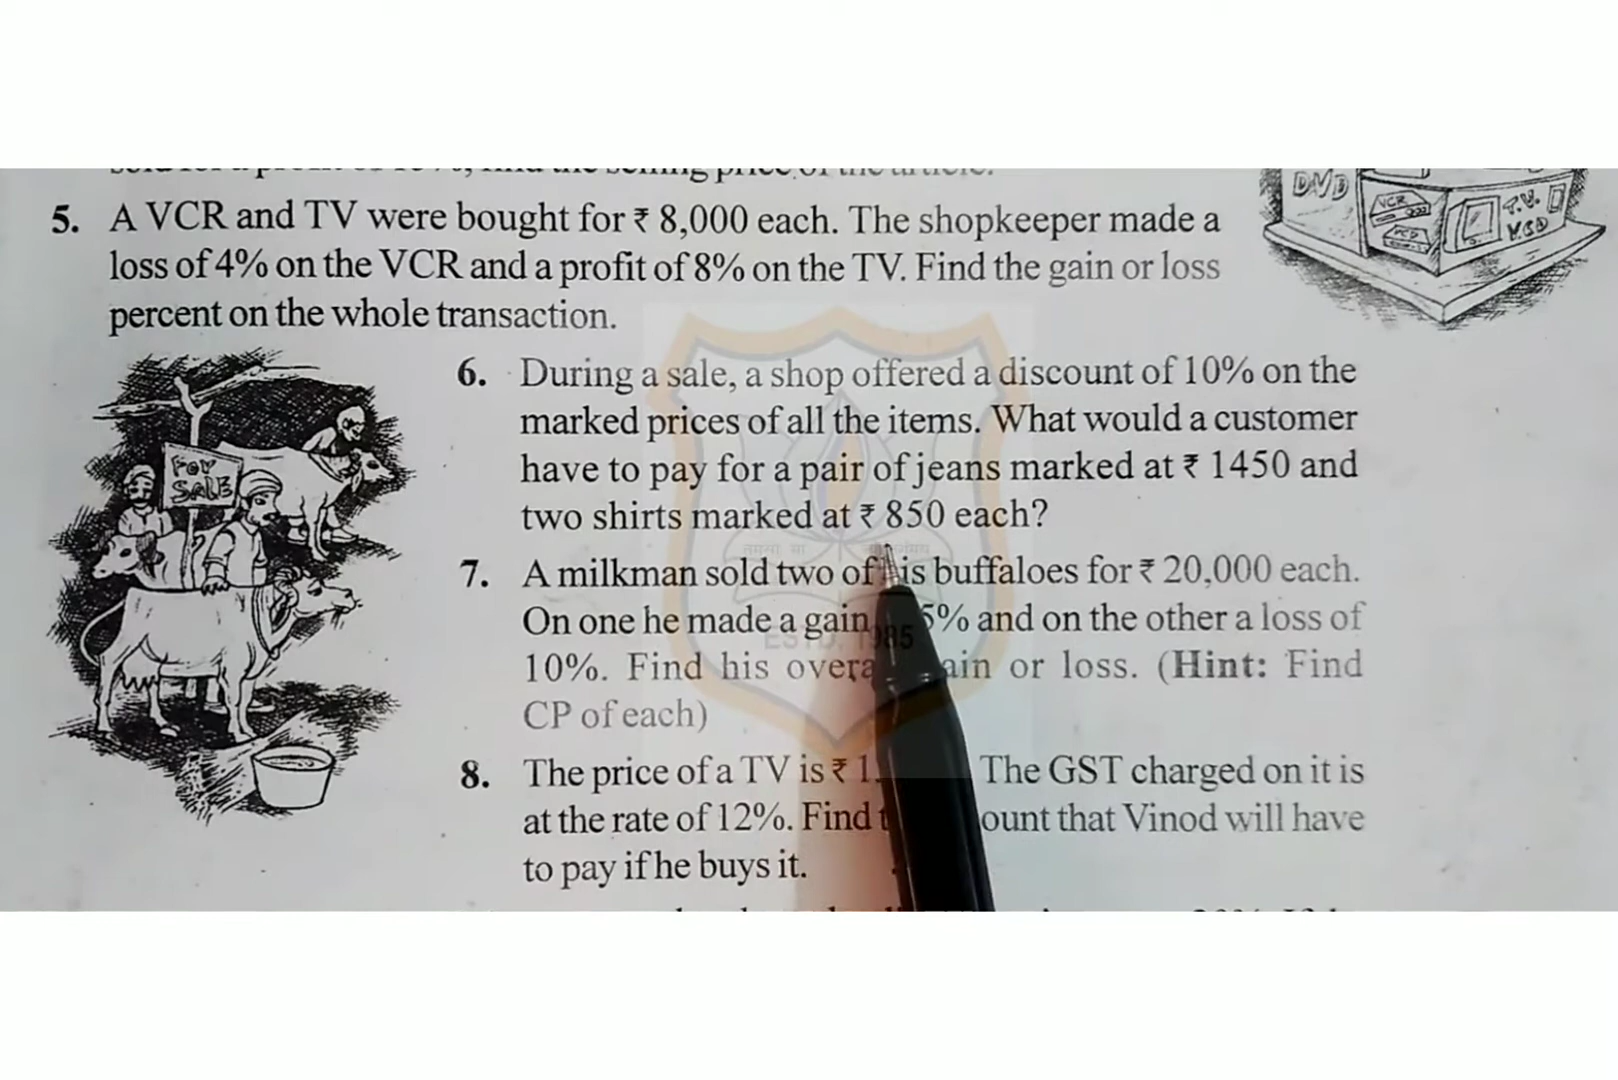 5. A VCR and TV were bought for ₹ 8,000 each. The shopkeeper made a
loss of 4% on the VCR and a profit of 8% on the TV. Find the gain or loss
percent on the whole transaction.
DVD
VCR
T.V.
FOR
SALE
6. During a sale, a shop offered a discount of 10% on the
marked prices of all the items. What would a customer
have to pay for a pair of jeans marked at ₹ 1450 and
two shirts marked at ₹ 850 each?
7. A milkman sold two of is buffaloes for ₹ 20,000 each.
On one he made a gain 5% and on the other a loss of
10%. Find his overa ain or loss. (Hint: Find
CP of each)
8. The price of a TV is ₹ 1 The GST charged on it is
at the rate of 12%. Find ount that Vinod will have
to pay if he buys it.
ESTD. 1985